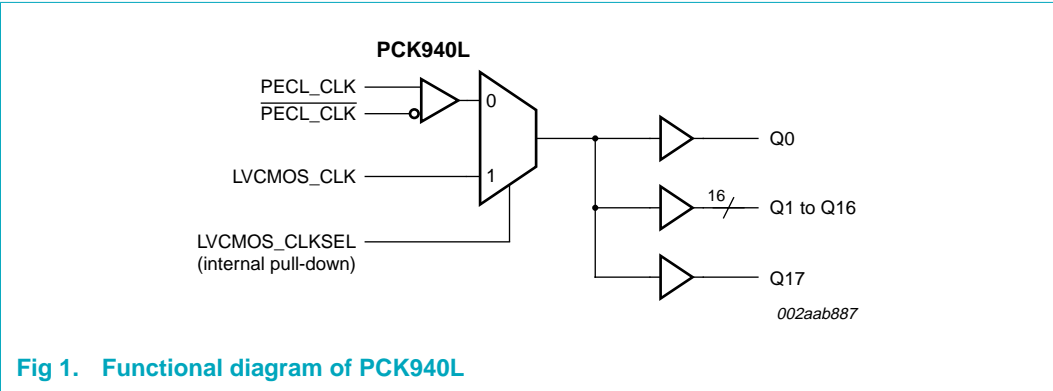 PCK940L
PECL_CLK
PECL_CLK
0
LVCMOS_CLK
1
LVCMOS_CLKSEL
(internal pull-down)
Q0
16
Q1 to Q16
Q17
002aab887
Fig 1. Functional diagram of PCK940L